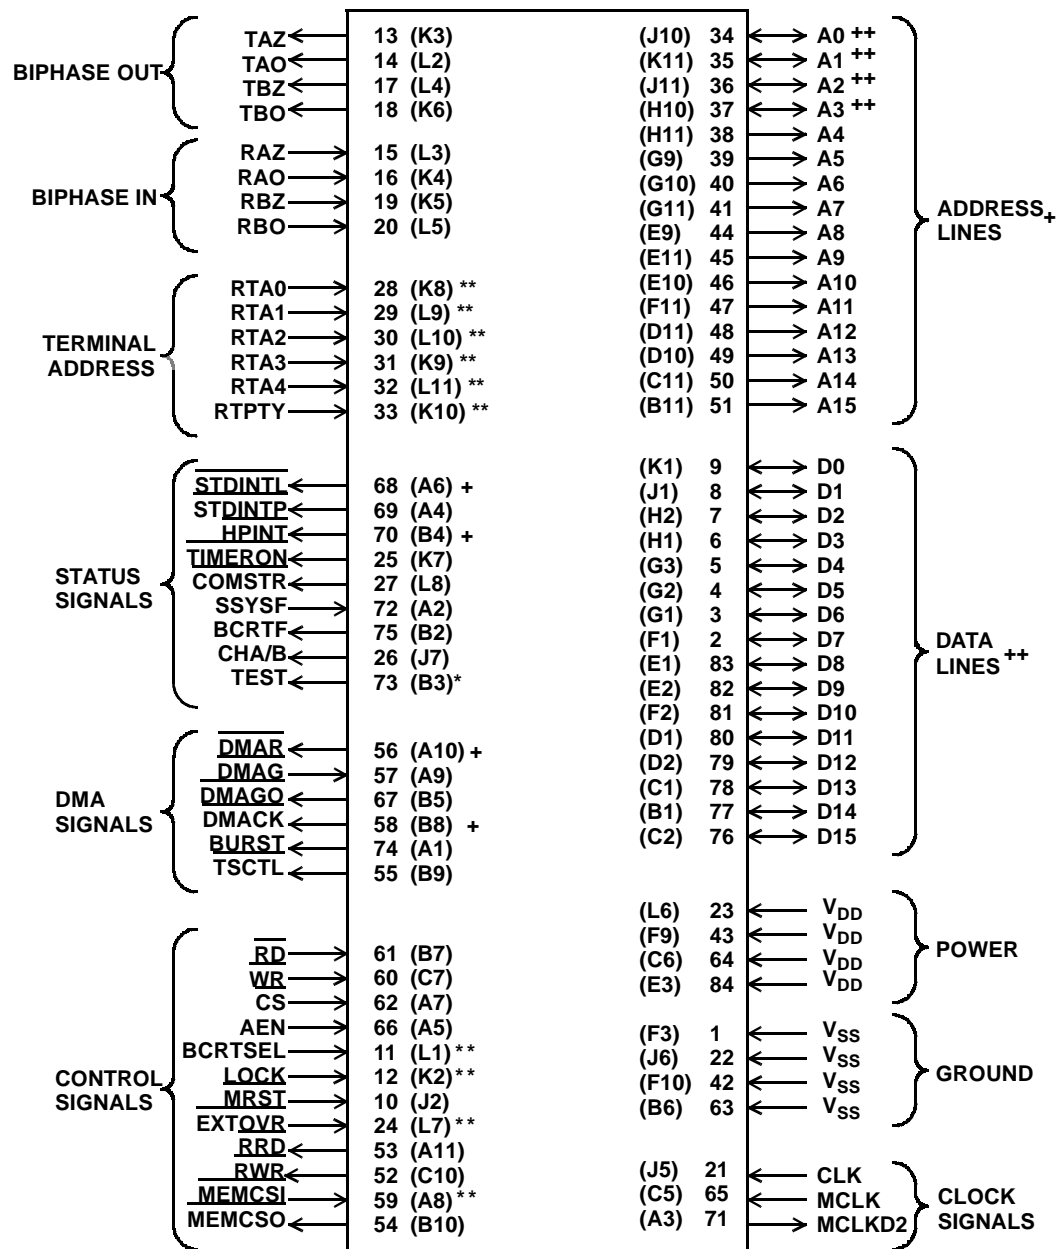 BIPHASE OUT
TAZ 13 (K3)
TAO 14 (L2)
TBZ 17 (L4)
TBO 18 (K6)
BIPHASE IN
RAZ 15 (L3)
RAO 16 (K4)
RBZ 19 (K5)
RBO 20 (L5)
TERMINAL
ADDRESS
RTA0 28 (K8) **
RTA1 29 (L9) **
RTA2 30 (L10) **
RTA3 31 (K9) **
RTA4 32 (L11) **
RTPTY 33 (K10) **
STATUS
SIGNALS
STDINTL 68 (A6) +
STDINTP 69 (A4)
HPINT 70 (B4) +
TIMERON 25 (K7)
COMSTR 27 (L8)
SSYSF 72 (A2)
BCRTF 75 (B2)
CHA/B 26 (J7)
TEST 73 (B3)*
DMA
SIGNALS
DMAR 56 (A10) +
DMAG 57 (A9)
DMAGO 67 (B5)
DMACK 58 (B8) +
BURST 74 (A1)
TSCTL 55 (B9)
CONTROL
SIGNALS
RD 61 (B7)
WR 60 (C7)
CS 62 (A7)
AEN 66 (A5)
BCRTSEL 11 (L1) **
LOCK 12 (K2) **
MRST 10 (J2)
EXTOVR 24 (L7) **
RRD 53 (A11)
RWR 52 (C10)
MEMCSI 59 (A8) **
MEMCSO 54 (B10)
(J10) 34 A0 ++
(K11) 35 A1 ++
(J11) 36 A2 ++
(H10) 37 A3 ++
(H11) 38 A4
(G9) 39 A5
(G10) 40 A6
(G11) 41 A7
(E9) 44 A8
(E11) 45 A9
(E10) 46 A10
(F11) 47 A11
(D11) 48 A12
(D10) 49 A13
(C11) 50 A14
(B11) 51 A15
ADDRESS +
LINES
(K1) 9 D0
(J1) 8 D1
(H2) 7 D2
(H1) 6 D3
(G3) 5 D4
(G2) 4 D5
(G1) 3 D6
(F1) 2 D7
(E1) 83 D8
(E2) 82 D9
(F2) 81 D10
(D1) 80 D11
(D2) 79 D12
(C1) 78 D13
(B1) 77 D14
(C2) 76 D15
DATA
LINES ++
(L6) 23 VDD
(F9) 43 VDD
(C6) 64 VDD
(E3) 84 VDD
POWER
(F3) 1 VSS
(J6) 22 VSS
(F10) 42 VSS
(B6) 63 VSS
GROUND
(J5) 21 CLK
(C5) 65 MCLK
(A3) 71 MCLKD2
CLOCK
SIGNALS